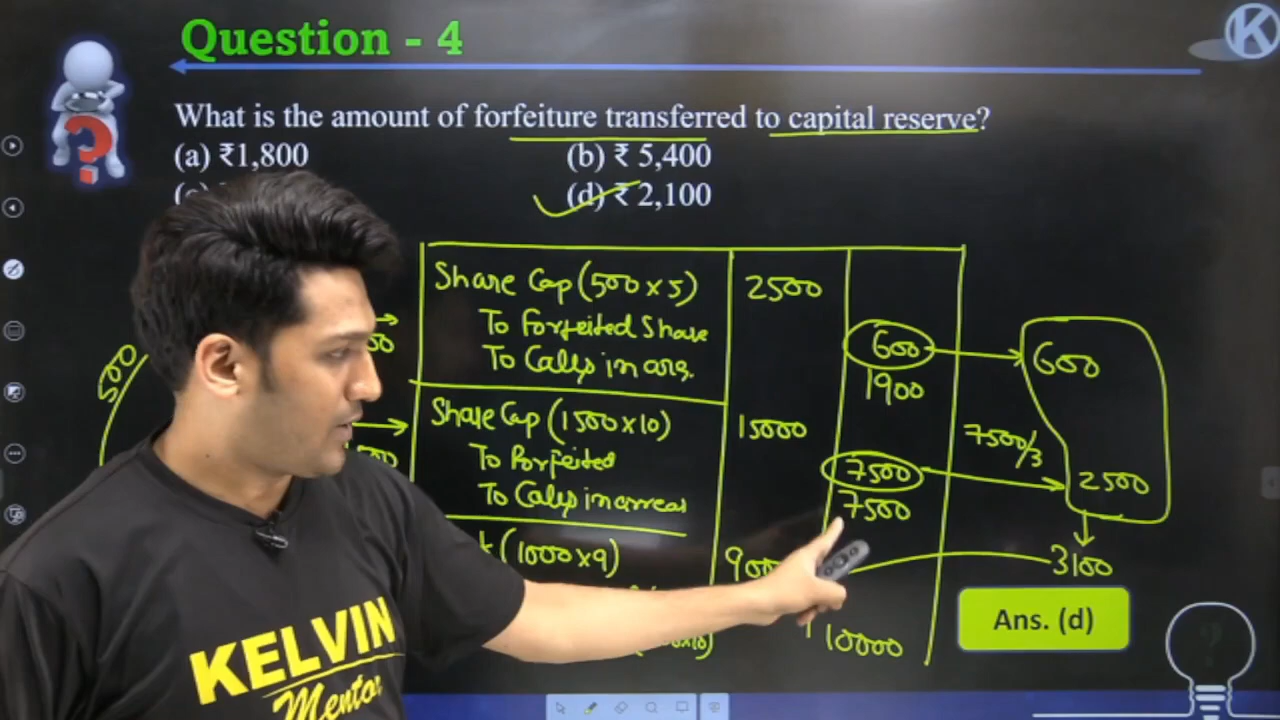 Question - 4
K
What is the amount of forfeiture transferred to capital reserve?
(a) ₹1,800
(b) ₹ 5,400
(d) ₹ 2,100
Share Cap (500 x 5) 2500
To Forfeited Share 600
To Calls in arrs. 1900
600
500
Share Cap (1500 x 10) 15000
To Forfeited 7500
To Calls in arrears 7500
7500/3
2500
3100
(1000 x 9)
10000
Ans. (d)
KELVIN
Mentor